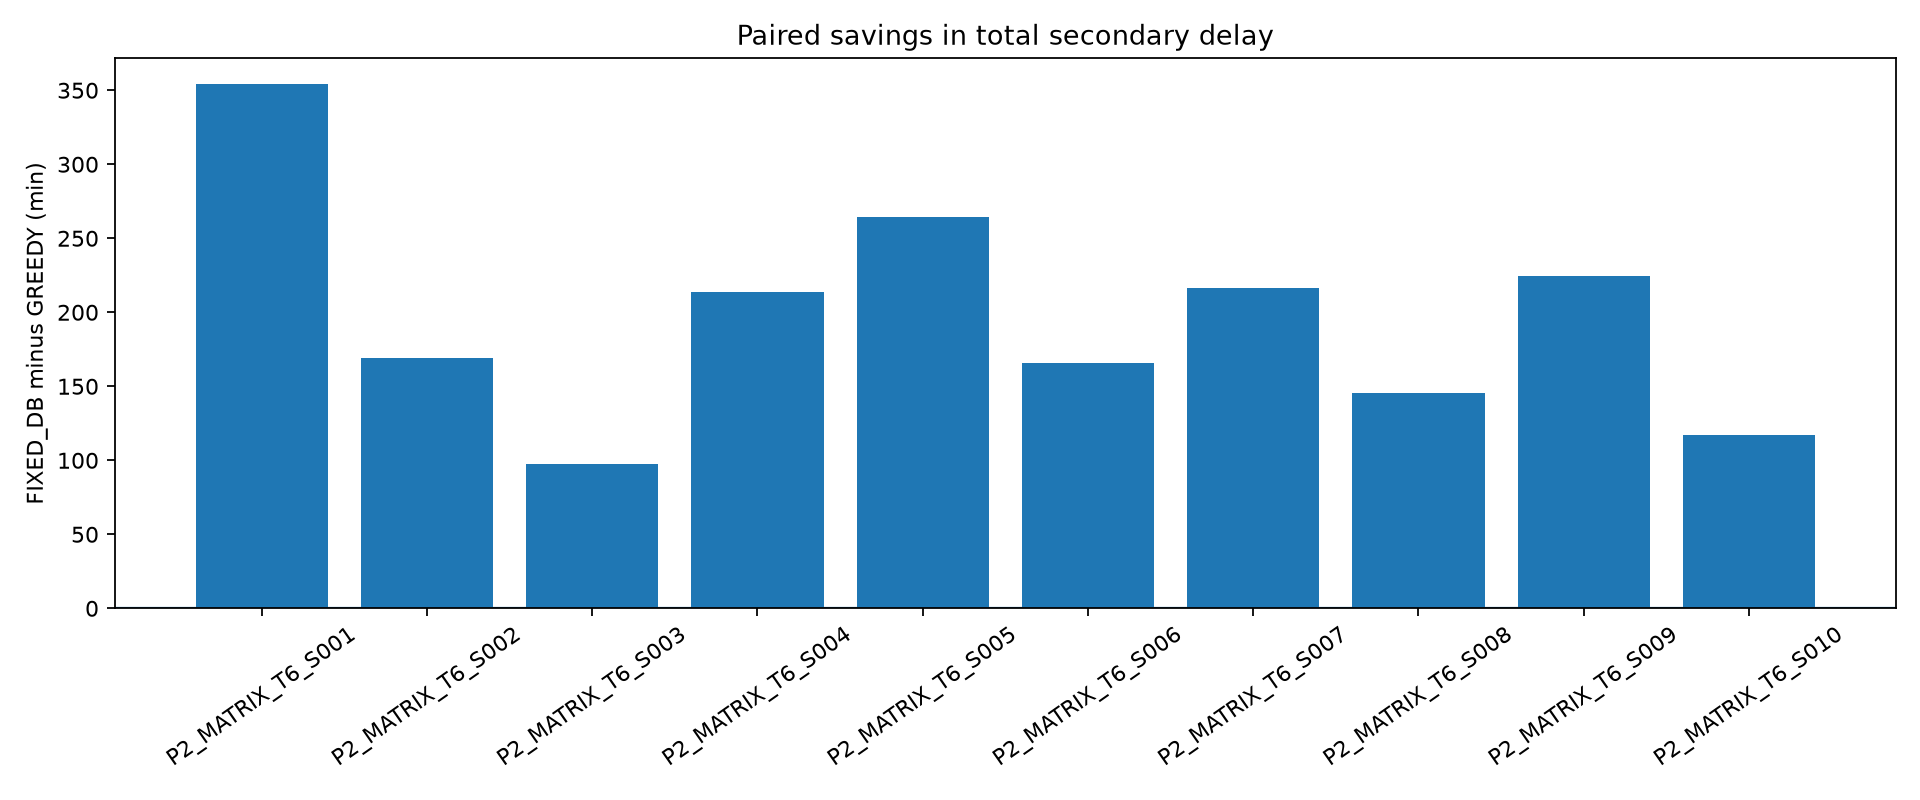 Paired savings in total secondary delay
FIXED_DB minus GREEDY (min)
350
300
250
200
150
100
50
0
P2_MATRIX_T6_S001
P2_MATRIX_T6_S002
P2_MATRIX_T6_S003
P2_MATRIX_T6_S004
P2_MATRIX_T6_S005
P2_MATRIX_T6_S006
P2_MATRIX_T6_S007
P2_MATRIX_T6_S008
P2_MATRIX_T6_S009
P2_MATRIX_T6_S010